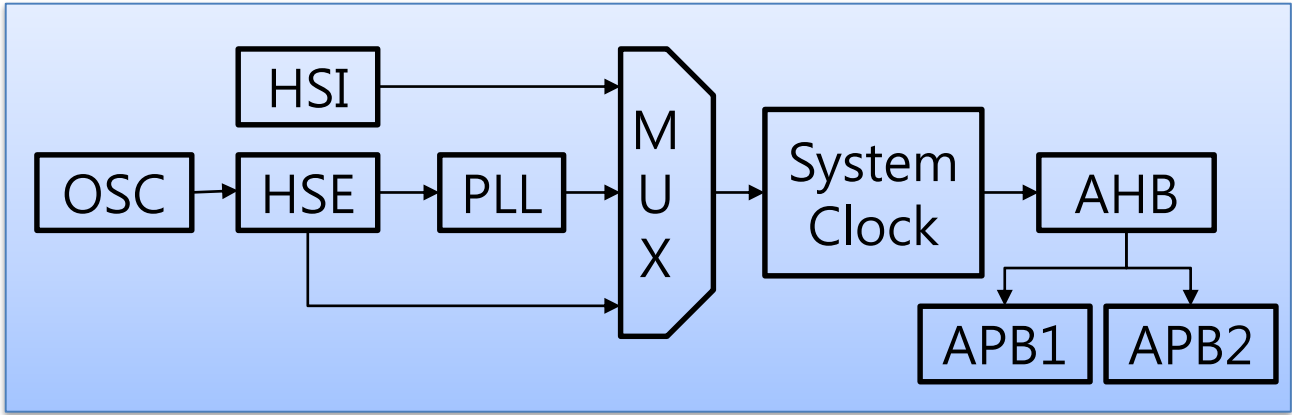 HSI
OSC
HSE
PLL
M
U
X
System
Clock
AHB
APB1
APB2